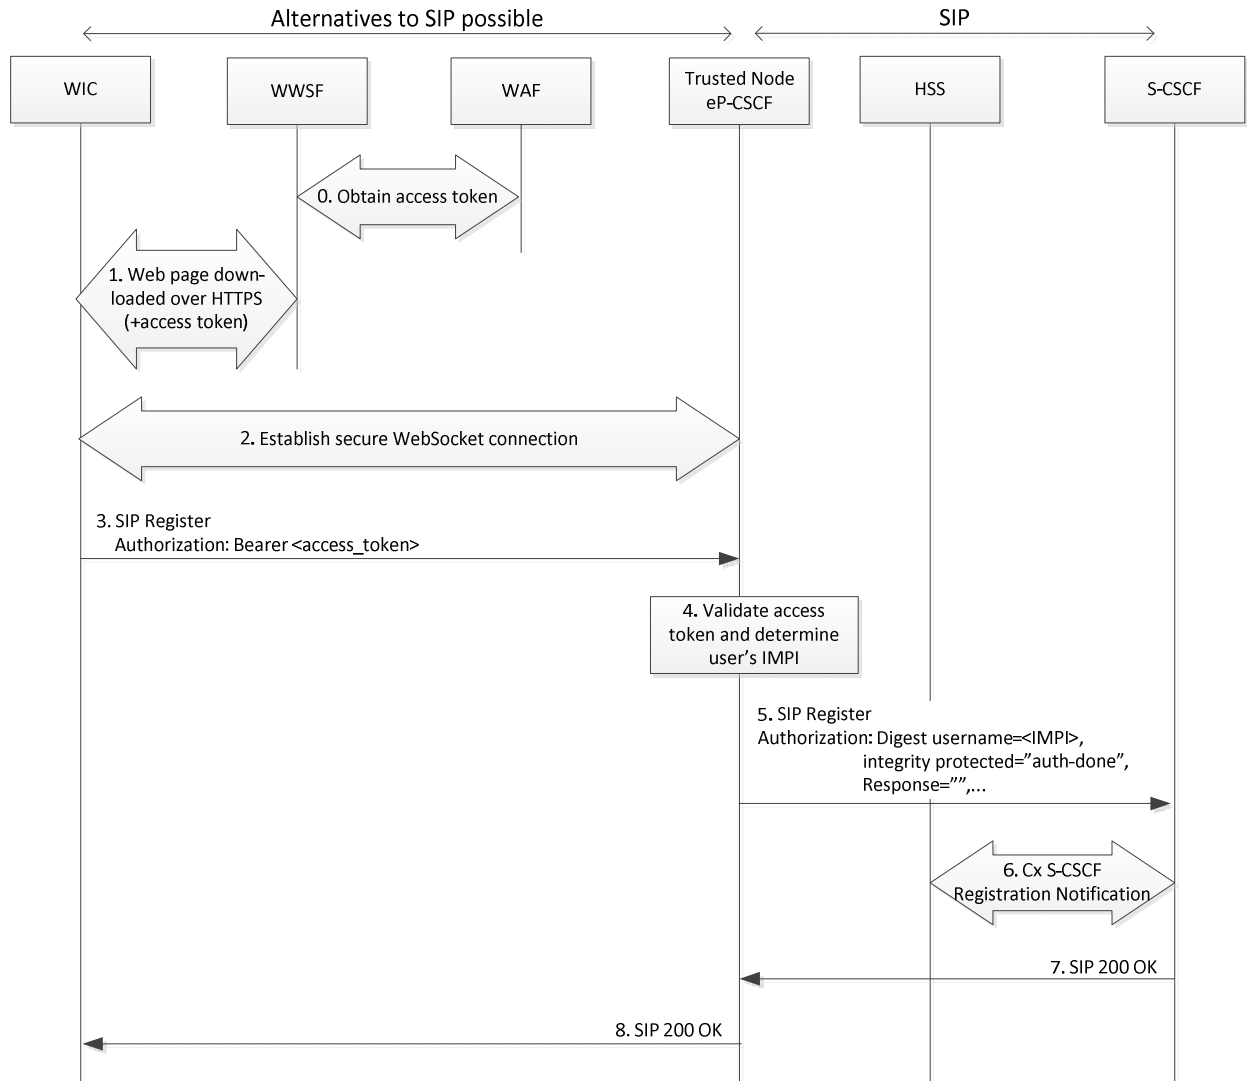 Alternatives to SIP possible
SIP
WIC
WWSF
WAF
Trusted Node
eP-CSCF
HSS
S-CSCF
0. Obtain access token
1. Web page down-
loaded over HTTPS
(+access token)
2. Establish secure WebSocket connection
3. SIP Register
Authorization: Bearer <access_token>
4. Validate access
token and determine
user’s IMPI
5. SIP Register
Authorization: Digest username=<IMPI>,
integrity protected=”auth-done”,
Response=””,...
6. Cx S-CSCF
Registration Notification
7. SIP 200 OK
8. SIP 200 OK